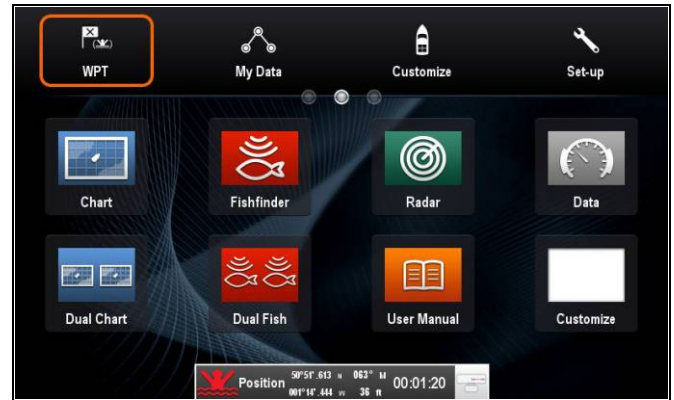 WPT
My Data
Customize
Set-up
Chart
Fishfinder
Radar
Data
Dual Chart
Dual Fish
User Manual
Customize
Position 50°51'.613 N 063° M 00:01:20
001°14'.444 W 36 ft